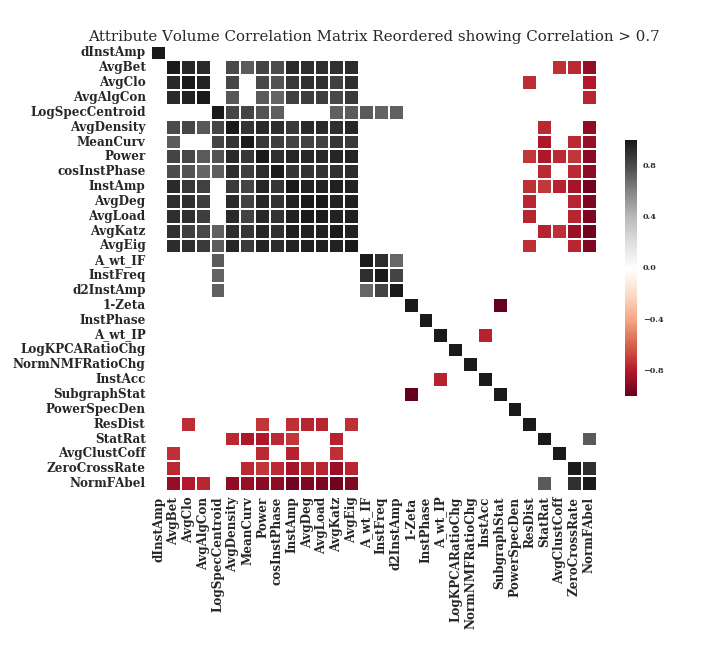 Attribute Volume Correlation Matrix Reordered showing Correlation > 0.7
dInstAmp
AvgBet
AvgClo
AvgAlgCon
LogSpecCentroid
AvgDensity
MeanCurv
Power
cosInstPhase
InstAmp
AvgDeg
AvgLoad
AvgKatz
AvgEig
A_wt_IF
InstFreq
d2InstAmp
1-Zeta
InstPhase
A_wt_IP
LogKPCARatioChg
NormNMFRatioChg
InstAcc
SubgraphStat
PowerSpecDen
ResDist
StatRat
AvgClustCoff
ZeroCrossRate
NormFAbel
0.8
0.4
0.0
−0.4
−0.8
dInstAmp
AvgBet
AvgClo
AvgAlgCon
LogSpecCentroid
AvgDensity
MeanCurv
Power
cosInstPhase
InstAmp
AvgDeg
AvgLoad
AvgKatz
AvgEig
A_wt_IF
InstFreq
d2InstAmp
1-Zeta
InstPhase
A_wt_IP
LogKPCARatioChg
NormNMFRatioChg
InstAcc
SubgraphStat
PowerSpecDen
ResDist
StatRat
AvgClustCoff
ZeroCrossRate
NormFAbel